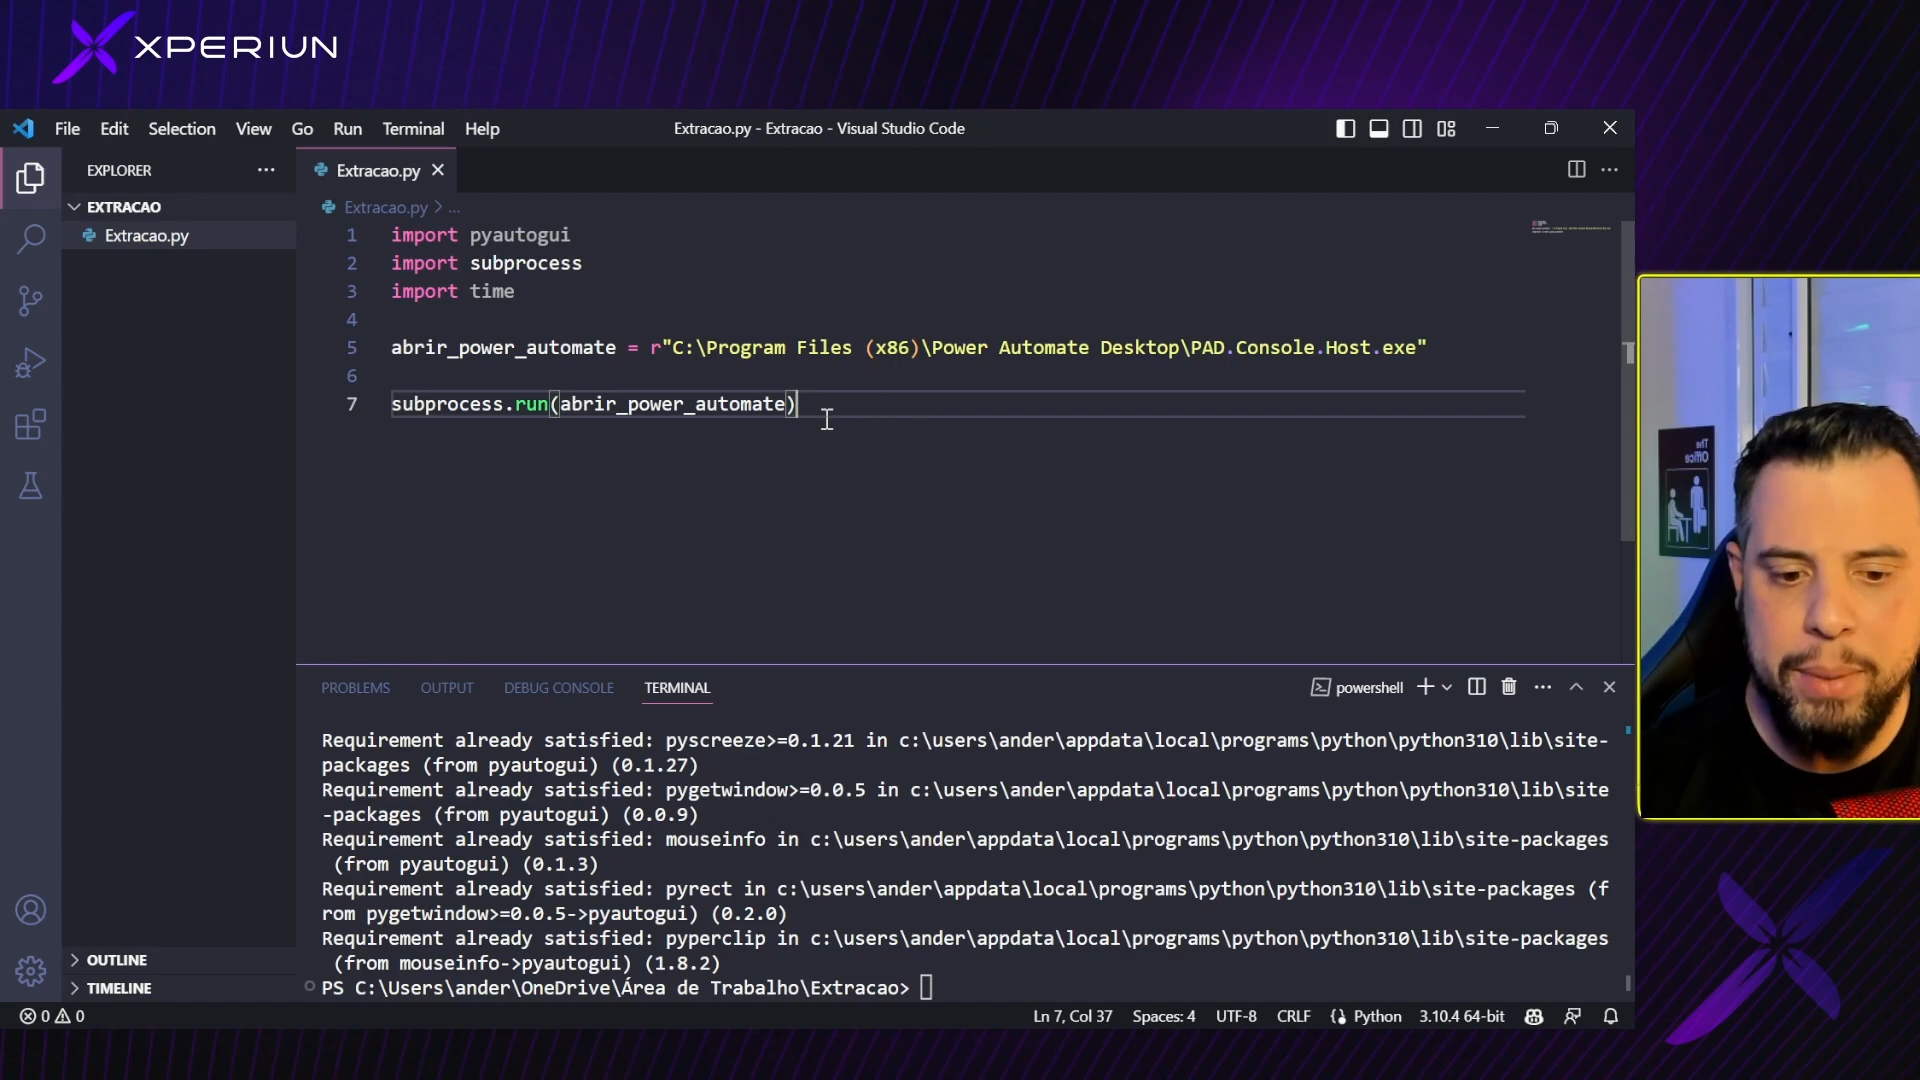 XPERIUN
File Edit Selection View Go Run Terminal Help
Extracao.py - Extracao - Visual Studio Code
EXPLORER
EXTRACAO
Extracao.py
OUTLINE
TIMELINE
Extracao.py
Extracao.py > ...
1 import pyautogui
2 import subprocess
3 import time
4
5 abrir_power_automate = r"C:\Program Files (x86)\Power Automate Desktop\PAD.Console.Host.exe"
6
7 subprocess.run(abrir_power_automate)
The
Office
PROBLEMS OUTPUT DEBUG CONSOLE TERMINAL
powershell
Requirement already satisfied: pyscreeze>=0.1.21 in c:\users\ander\appdata\local\programs\python\python310\lib\site-
packages (from pyautogui) (0.1.27)
Requirement already satisfied: pygetwindow>=0.0.5 in c:\users\ander\appdata\local\programs\python\python310\lib\site
-packages (from pyautogui) (0.0.9)
Requirement already satisfied: mouseinfo in c:\users\ander\appdata\local\programs\python\python310\lib\site-packages
(from pyautogui) (0.1.3)
Requirement already satisfied: pyrect in c:\users\ander\appdata\local\programs\python\python310\lib\site-packages (f
rom pygetwindow>=0.0.5->pyautogui) (0.2.0)
Requirement already satisfied: pyperclip in c:\users\ander\appdata\local\programs\python\python310\lib\site-packages
(from mouseinfo->pyautogui) (1.8.2)
PS C:\Users\ander\OneDrive\Área de Trabalho\Extracao>
0 0
Ln 7, Col 37 Spaces: 4 UTF-8 CRLF Python 3.10.4 64-bit